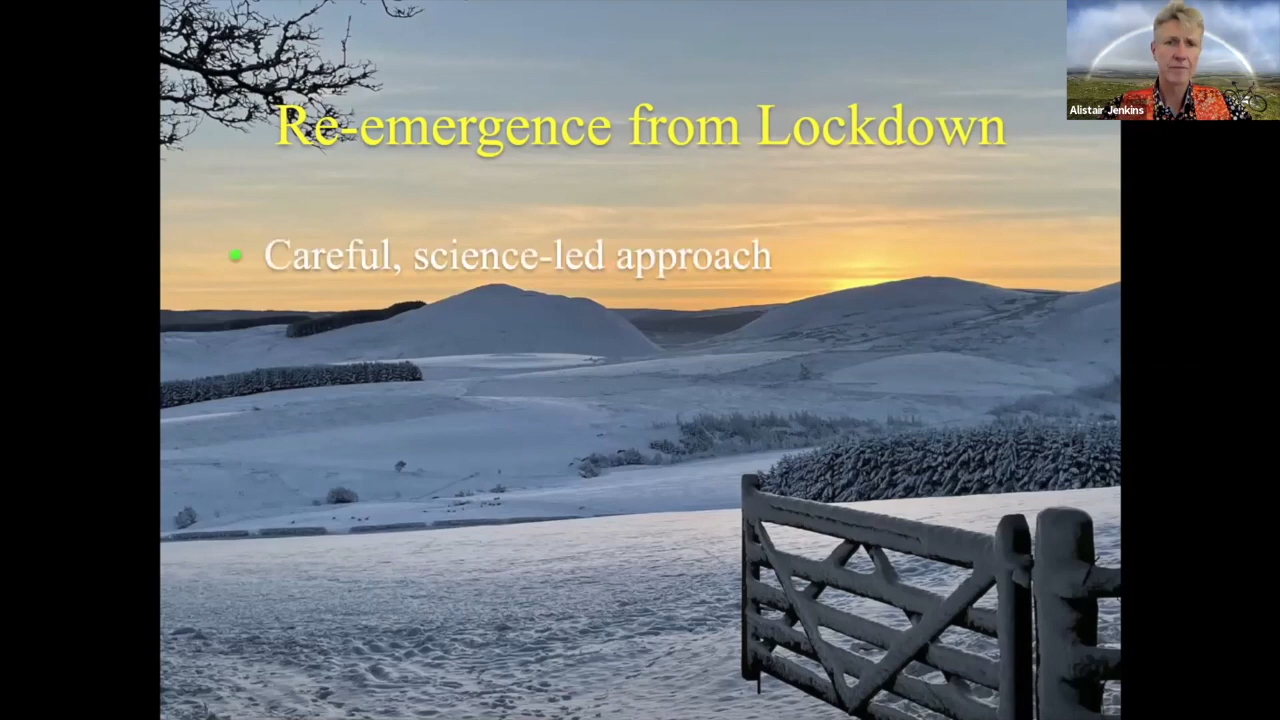 Re-emergence from Lockdown
Careful, science-led approach
Alistair Jenkins